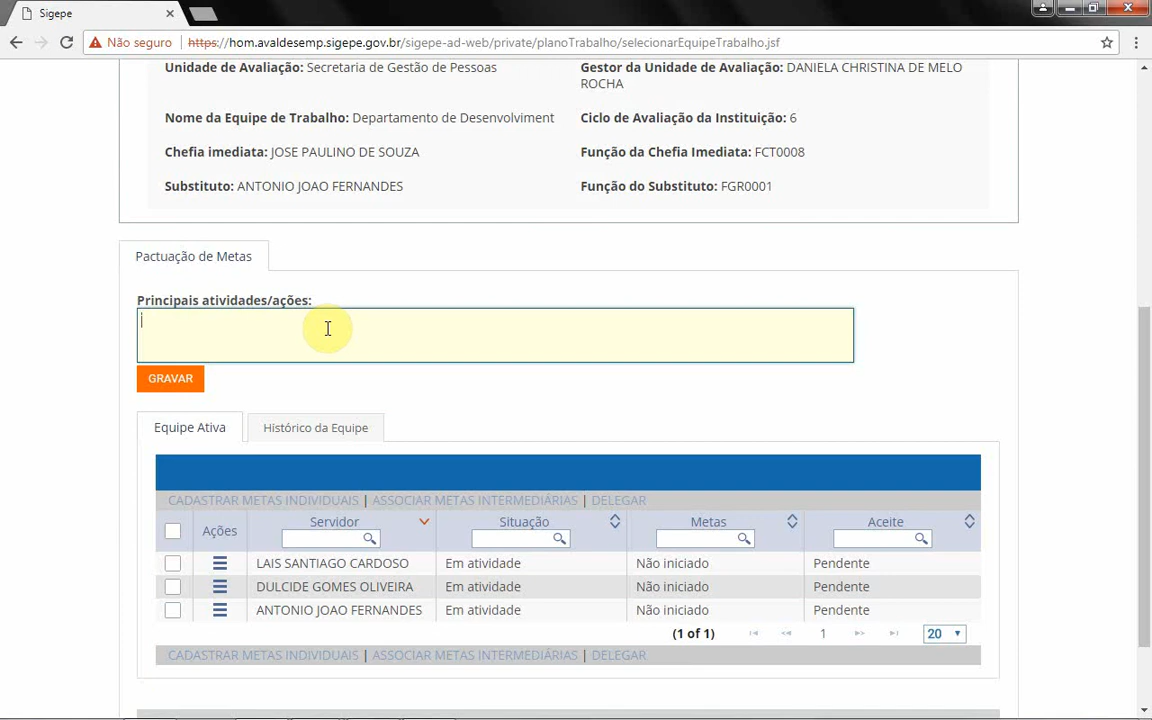 Sigepe
Não seguro | https://hom.avaldesemp.sigepe.gov.br/sigepe-ad-web/private/planoTrabalho/selecionarEquipeTrabalho.jsf
Unidade de Avaliação: Secretaria de Gestão de Pessoas
Gestor da Unidade de Avaliação: DANIELA CHRISTINA DE MELO
ROCHA
Nome da Equipe de Trabalho: Departamento de Desenvolviment
Ciclo de Avaliação da Instituição: 6
Chefia imediata: JOSE PAULINO DE SOUZA
Função da Chefia Imediata: FCT0008
Substituto: ANTONIO JOAO FERNANDES
Função do Substituto: FGR0001
Pactuação de Metas
Principais atividades/ações:
GRAVAR
Equipe Ativa
Histórico da Equipe
CADASTRAR METAS INDIVIDUAIS | ASSOCIAR METAS INTERMEDIÁRIAS | DELEGAR
Ações Servidor Situação Metas Aceite
LAIS SANTIAGO CARDOSO Em atividade Não iniciado Pendente
DULCIDE GOMES OLIVEIRA Em atividade Não iniciado Pendente
ANTONIO JOAO FERNANDES Em atividade Não iniciado Pendente
(1 of 1) 1 20
CADASTRAR METAS INDIVIDUAIS | ASSOCIAR METAS INTERMEDIÁRIAS | DELEGAR